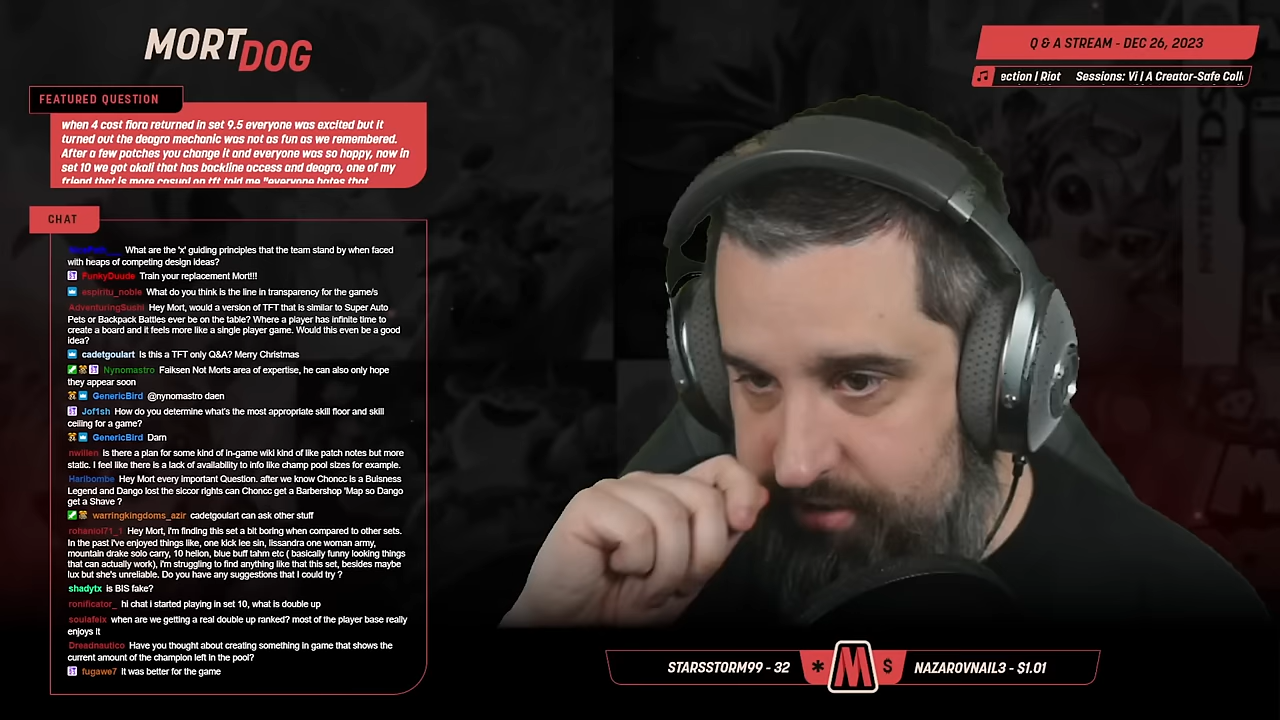 MORTDOG
Q & A STREAM - DEC 26, 2023
ection | Riot Sessions: Vi | A Creator-Safe Coll
FEATURED QUESTION
when 4 cost fiora returned in set 9.5 everyone was excited but it
turned out the deagro mechanic was not as fun as we remembered.
After a few patches you change it and everyone was so happy, now in
set 10 we got akali that has backline access and deagro, one of my
friend that is more casual on tft told me "everyone hates that
CHAT
What are the 'x' guiding principles that the team stand by when faced
with heaps of competing design ideas?
FunkyDuude Train your replacement Mort!!!
espiritu_noble What do you think is the line in transparency for the game/s
AdventuringSushi Hey Mort, would a version of TFT that is similar to Super Auto
Pets or Backpack Battles ever be on the table? Where a player has infinite time to
create a board and it feels more like a single player game. Would this even be a good
idea?
cadetgoulart Is this a TFT only Q&A? Merry Christmas
Nynomastro Faiksen Not Morts area of expertise, he can also only hope
they appear soon
GenericBird @nynomastro daen
Jof1sh How do you determine what's the most appropriate skill floor and skill
ceiling for a game?
GenericBird Darn
nwillen is there a plan for some kind of in-game wiki kind of like patch notes but more
static. I feel like there is a lack of availability to info like champ pool sizes for example.
Haribombe Hey Mort every important Question. after we know Choncc is a Buisness
Legend and Dango lost the siccor rights can Choncc get a Barbershop 'Map so Dango
get a Shave ?
warringkingdoms_azir cadetgoulart can ask other stuff
rohaniol71_1 Hey Mort, i'm finding this set a bit boring when compared to other sets.
In the past i've enjoyed things like, one kick lee sin, lissandra one woman army,
mountain drake solo carry, 10 hellon, blue buff tahm etc ( basically funny looking things
that can actually work), i'm struggling to find anything like that this set, besides maybe
lux but she's unreliable. Do you have any suggestions that I could try ?
shadytx is BIS fake?
ronificator_ hi chat i started playing in set 10, what is double up
soulafeix when are we getting a real double up ranked? most of the player base really
enjoys it
Dreadnautico Have you thought about creating something in game that shows the
current amount of the champion left in the pool?
fugawe7 It was better for the game
STARSSTORM99 - 32 * M $ NAZAROVNAIL3 - $1.01